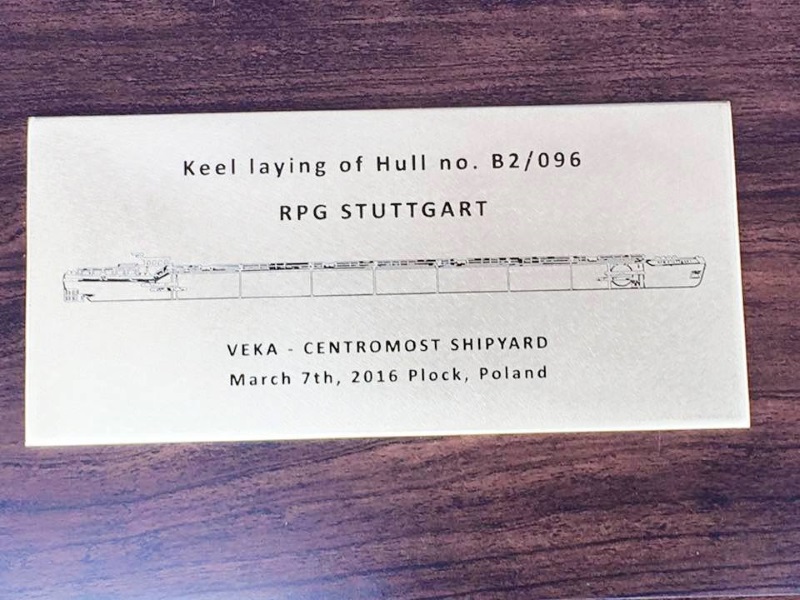 Keel laying of Hull no. B2/096
RPG STUTTGART
VEKA - CENTROMOST SHIPYARD
March 7th, 2016 Plock, Poland